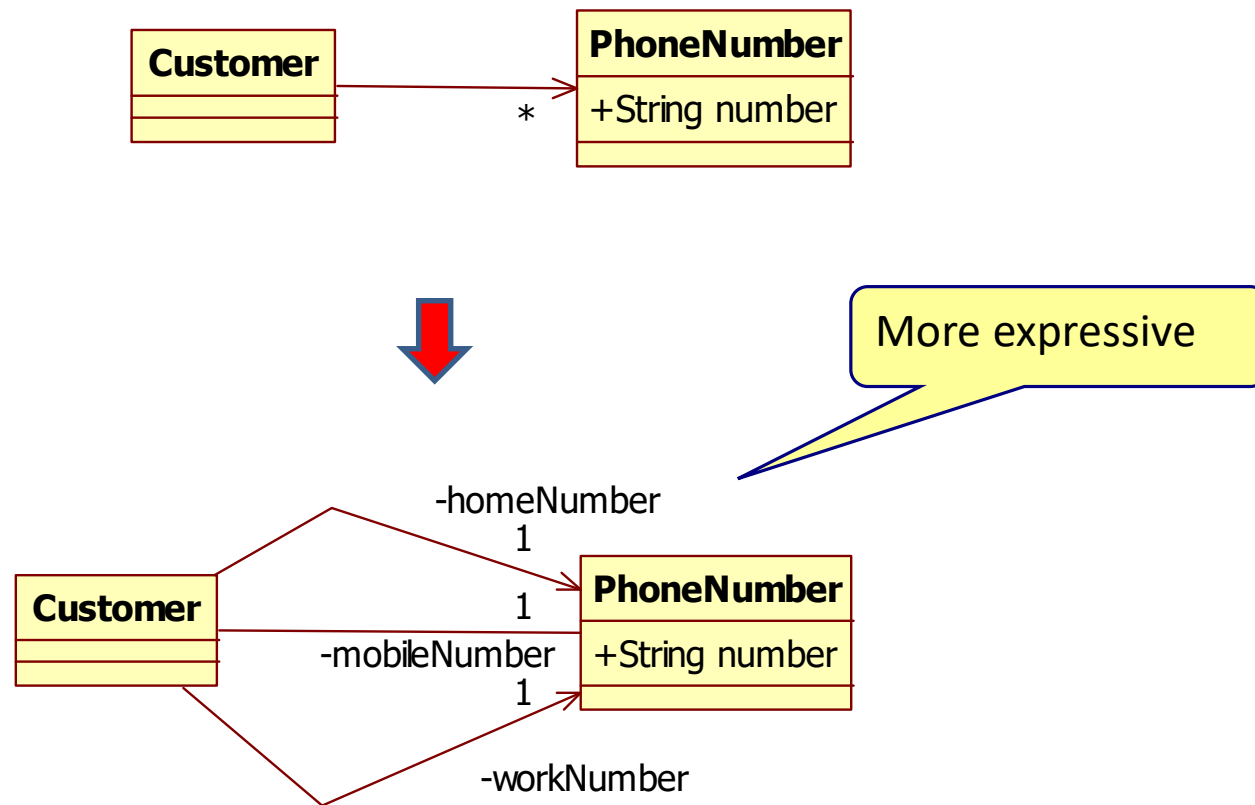 Customer
PhoneNumber
+String number
*
More expressive
-homeNumber
1
Customer
PhoneNumber
1
-mobileNumber
+String number
1
-workNumber